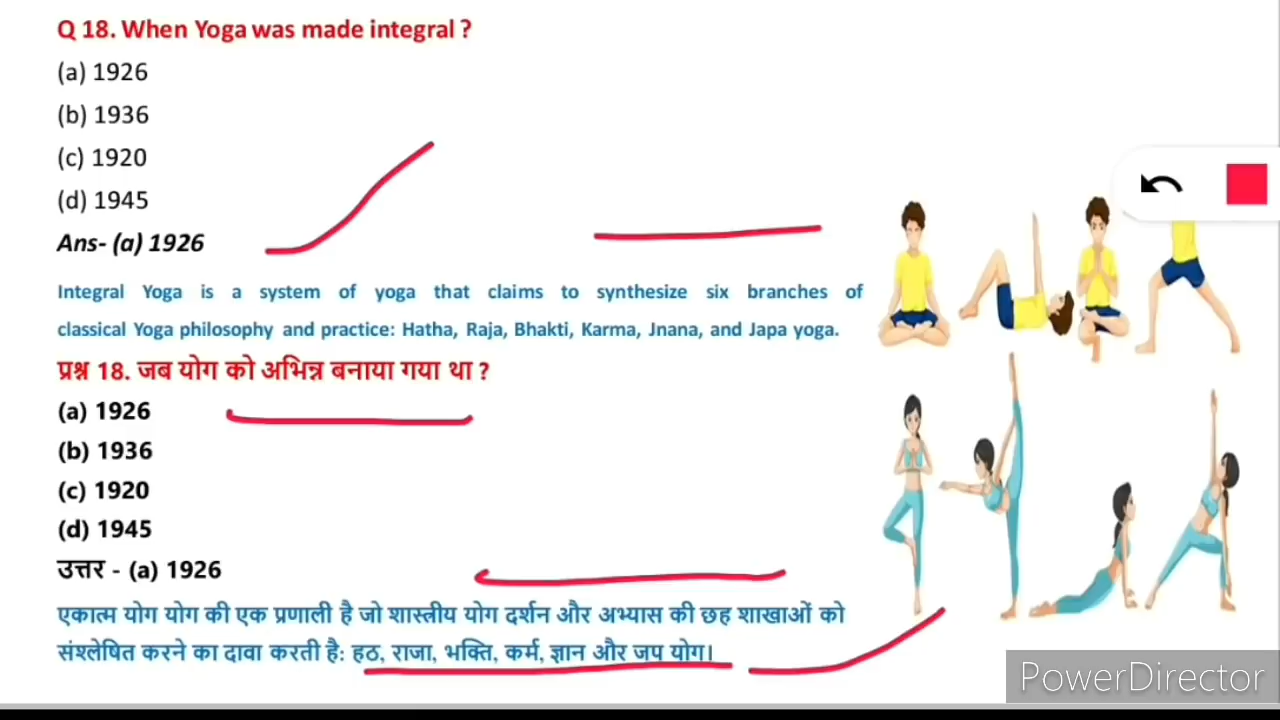 Q 18. When Yoga was made integral ?
(a) 1926
(b) 1936
(c) 1920
(d) 1945
Ans- (a) 1926
Integral Yoga is a system of yoga that claims to synthesize six branches of
classical Yoga philosophy and practice: Hatha, Raja, Bhakti, Karma, Jnana, and Japa yoga.
प्रश्न 18. जब योग को अभिन्न बनाया गया था ?
(a) 1926
(b) 1936
(c) 1920
(d) 1945
उत्तर - (a) 1926
एकात्म योग योग की एक प्रणाली है जो शास्त्रीय योग दर्शन और अभ्यास की छह शाखाओं को
संश्लेषित करने का दावा करती है: हठ, राजा, भक्ति, कर्म, ज्ञान और जप योग।
PowerDirector